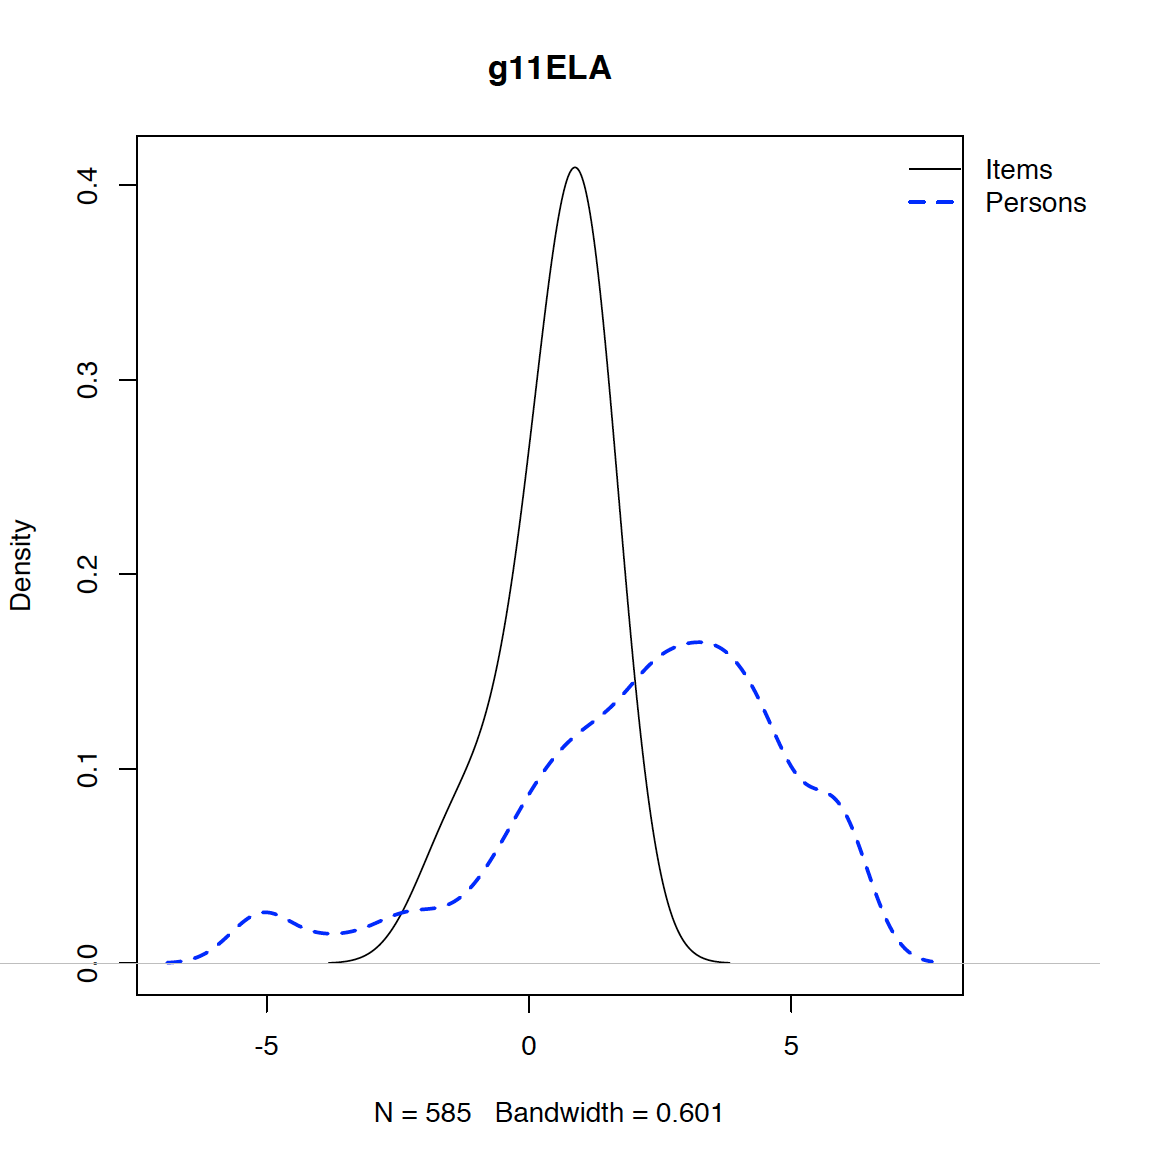 g11ELA
Items
Persons
Density
0.4
0.3
0.2
0.1
0.0
-5 0 5
N = 585 Bandwidth = 0.601